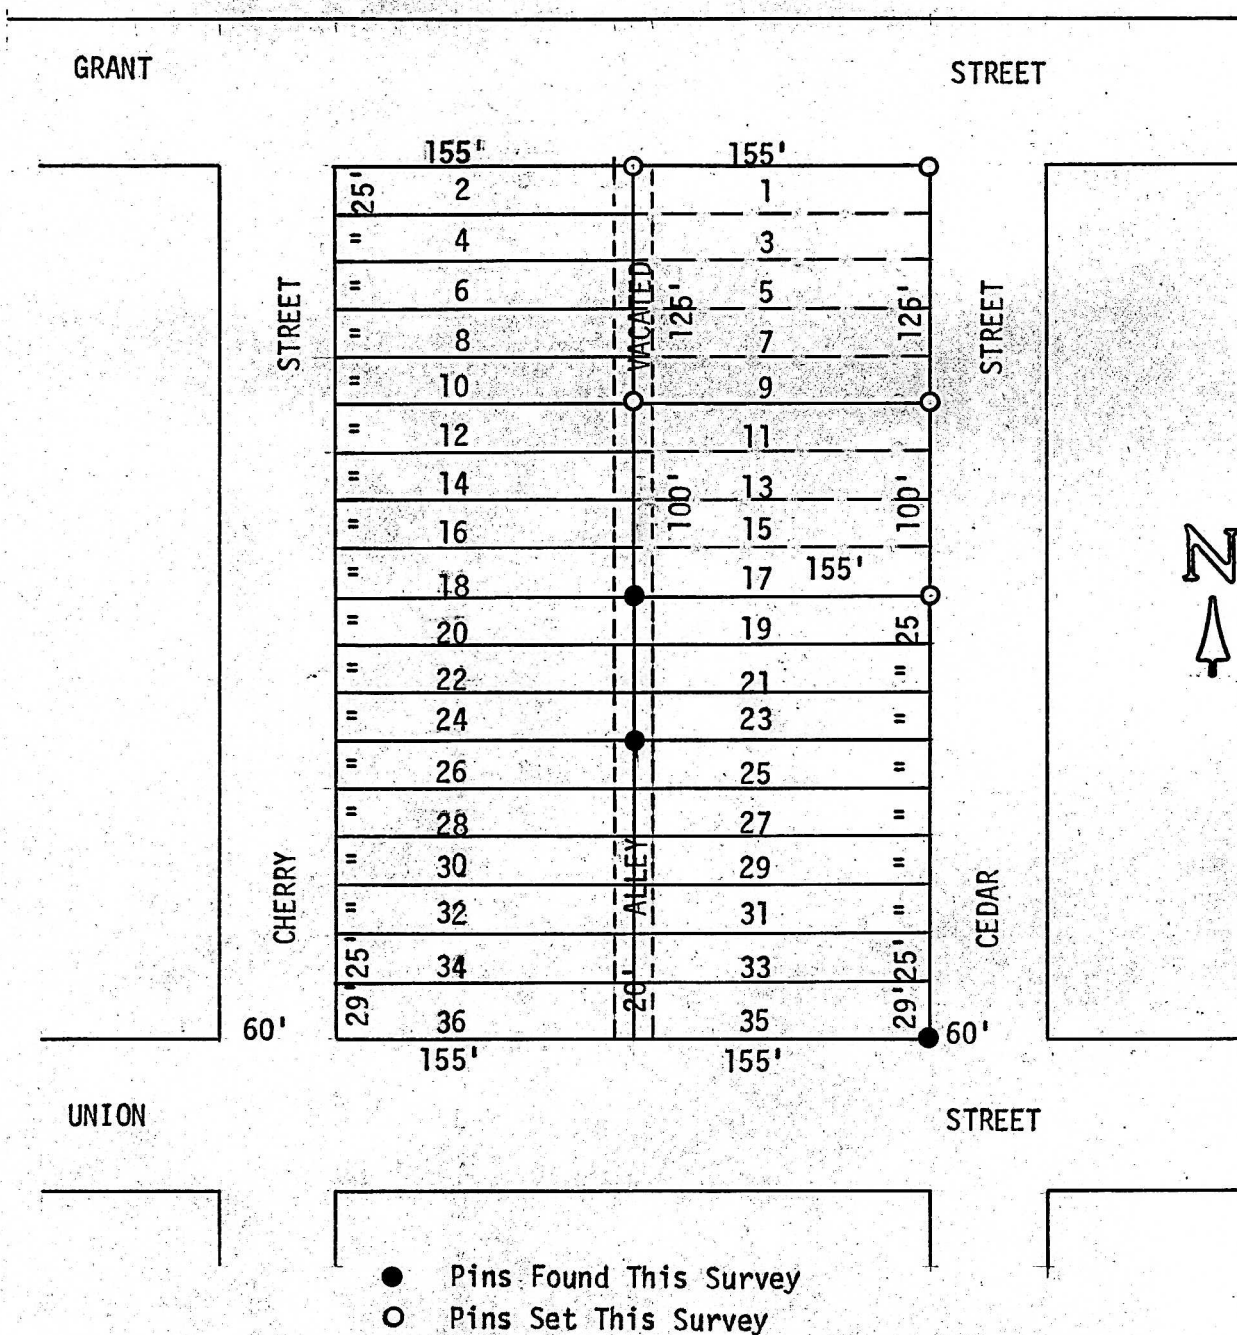 GRANT STREET
155' 155'
25' 2 1
" 4 3
" 6 5
STREET VACATED 125' 125' STREET
" 8 7
" 10 9
" 12 11
" 14 100' 13 100'
" 16 15
N
155'
" 18 17
" 20 19 25
" 22 21 "
" 24 23 "
" 26 25 "
" 28 27 "
" 30 29 "
CHERRY ALLEY CEDAR
" 32 31 "
25' 34 33 25'
29' 20' 29'
60' 36 35 60'
155' 155'
UNION STREET
Pins Found This Survey
Pins Set This Survey